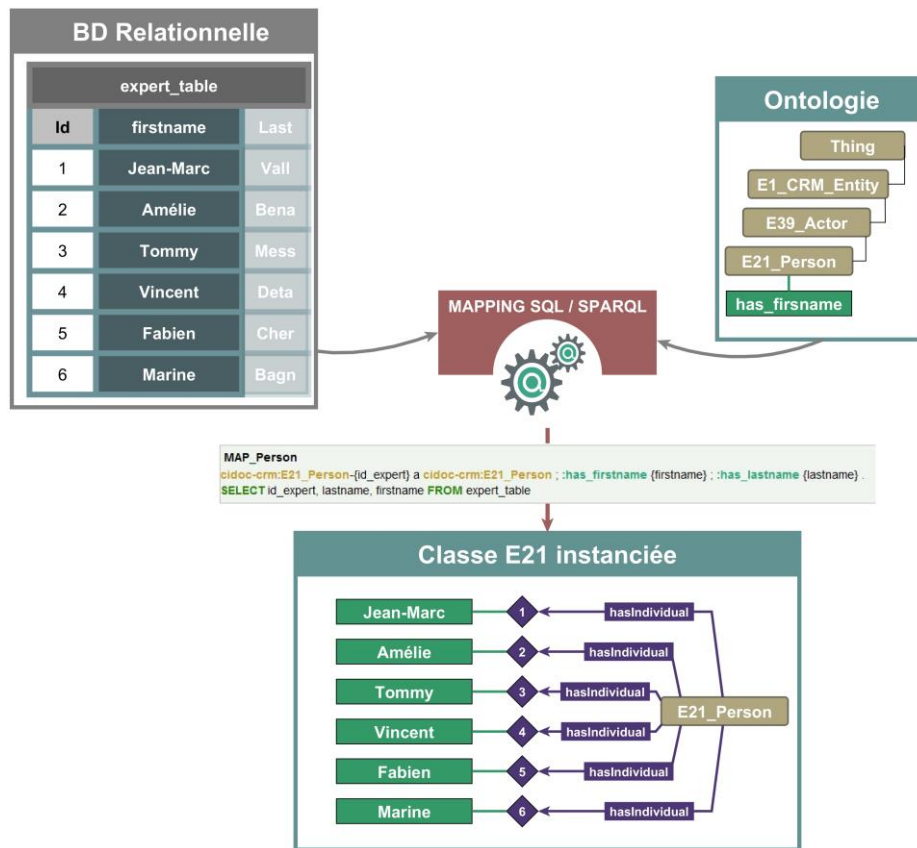 BD Relationnelle
expert_table
Id firstname Last
1 Jean-Marc Vall
2 Amélie Bena
3 Tommy Mess
4 Vincent Deta
5 Fabien Cher
6 Marine Bagn
Ontologie
Thing
E1_CRM_Entity
E39_Actor
E21_Person
has_firsname
MAPPING SQL / SPARQL
MAP_Person
cidoc-crm:E21_Person-{id_expert} a cidoc-crm:E21_Person ; :has_firstname {firstname} ; :has_lastname {lastname} .
SELECT id_expert, lastname, firstname FROM expert_table
Classe E21 instanciée
Jean-Marc 1 hasIndividual
Amélie 2 hasIndividual
Tommy 3 hasIndividual
E21_Person
Vincent 4 hasIndividual
Fabien 5 hasIndividual
Marine 6 hasIndividual